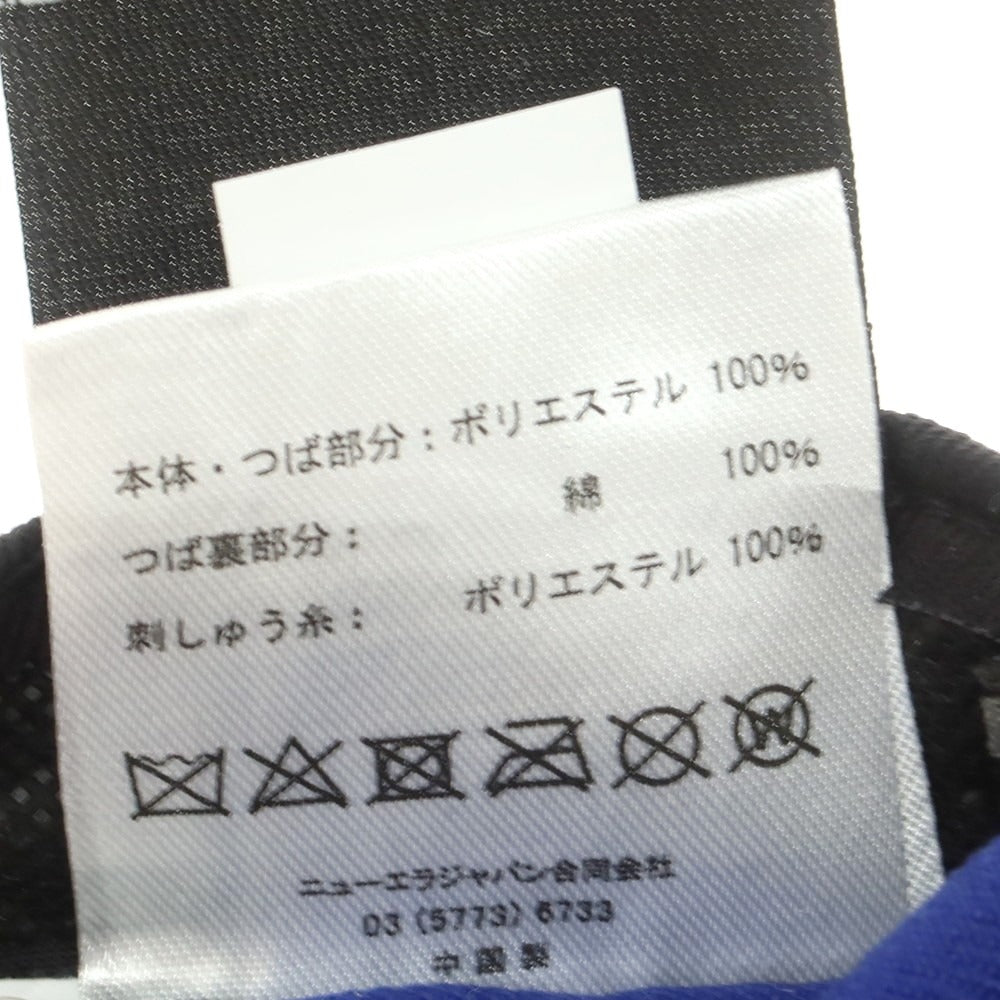 本体・つば部分：ポリエステル 100%
つば裏部分： 綿 100%
刺しゅう糸： ポリエステル 100%
ニューエラジャパン合同会社
03 (5773) 6733
中国製